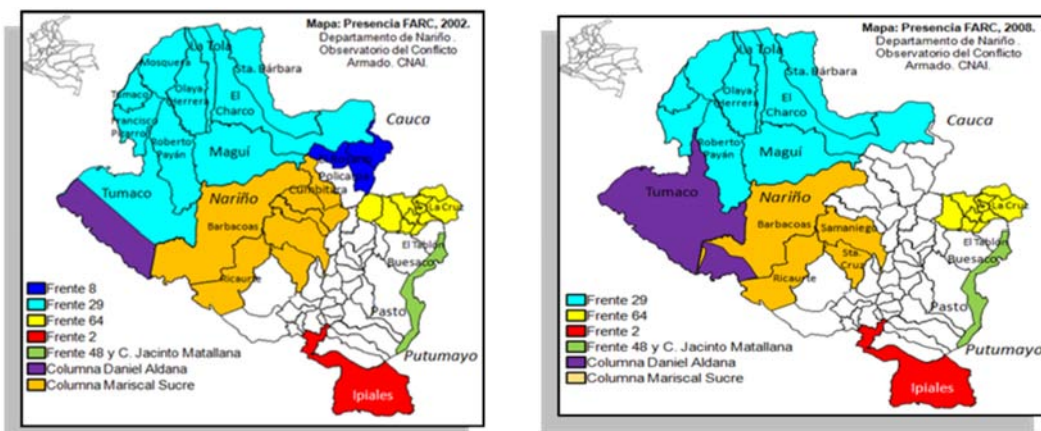 Mapa: Presencia FARC, 2002.
Departamento de Nariño .
Observatorio del Conflicto
Armado. CNAI.
La Tola
Mosquera
Sta. Bárbara
Tumaco
Olaya
Herrera
El
Charco
Francisco
Pizarro
Cauca
Roberto
Payán
Maguí
Policarpa
Cumbitara
Tumaco
Nariño
La Cruz
Barbacoas
El Tablón
Buesaco
Ricaurte
Pasto
Putumayo
Ipiales
Frente 8
Frente 29
Frente 64
Frente 2
Frente 48 y C. Jacinto Matallana
Columna Daniel Aldana
Columna Mariscal Sucre
Mapa: Presencia FARC, 2008.
Departamento de Nariño .
Observatorio del Conflicto
Armado. CNAI.
La Tola
Sta. Bárbara
Olaya
Herrera
El
Charco
Cauca
Roberto
Payán
Maguí
Tumaco
Nariño
La Cruz
Barbacoas
Samaniego
El Tablón
Sta.
Cruz
Buesaco
Ricaurte
Pasto
Putumayo
Ipiales
Frente 29
Frente 64
Frente 2
Frente 48 y C. Jacinto Matallana
Columna Daniel Aldana
Columna Mariscal Sucre